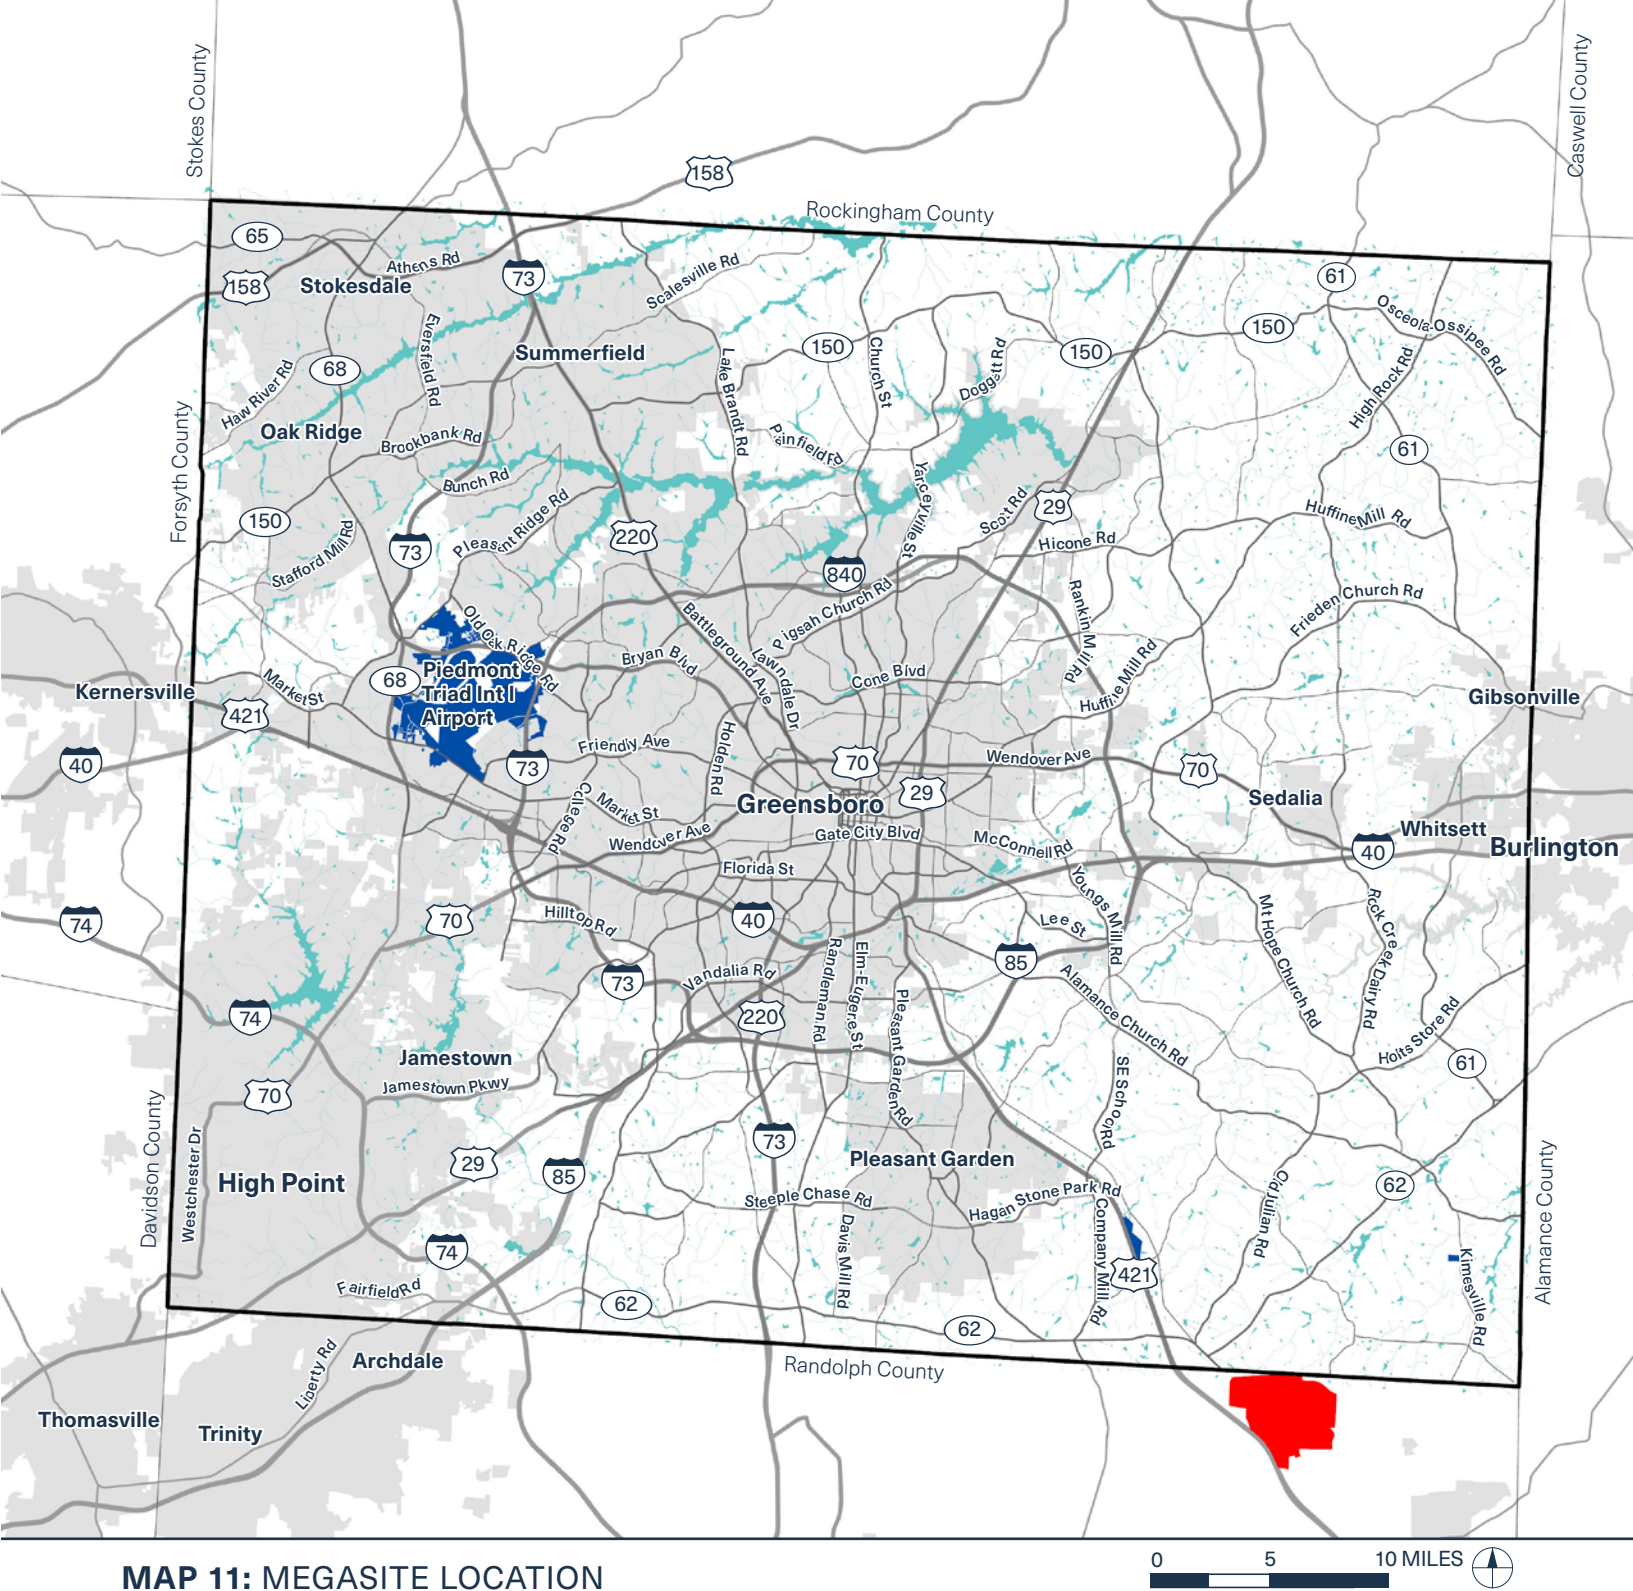 Stokes County
Caswell County
158
Rockingham County
65
Athens Rd
158
Stokesdale
73
Scalesville Rd
61
Osceola-Ossipee Rd
Eversfield Rd
Summerfield
150
Church St
Doggett Rd
150
150
68
Haw River Rd
Lake Brandt Rd
High Rock Rd
Oak Ridge
Brookbank Rd
61
Forsyth County
Bunch Rd
Yanceyville St
Scott Rd
29
Huffine Mill Rd
150
Pleasant Ridge Rd
220
Hicone Rd
Stafford Mill Rd
73
840
Pisgah Church Rd
Rankin Mill Rd
Frieden Church Rd
Old Oak Ridge Rd
Battleground Ave
Bryan Blvd
Lawndale Dr
Cone Blvd
Huffine Mill Rd
Piedmont
Triad Int l
Airport
68
Market St
Kernersville
421
Gibsonville
40
73
Friendly Ave
Holden Rd
70
Wendover Ave
70
29
Sedalia
College Rd
Market St
Greensboro
Wendover Ave
Gate City Blvd
McConnell Rd
Whitsett
40
Burlington
Florida St
Youngs Mill Rd
74
70
Hilltop Rd
40
Lee St
Mt Hope Church Rd
Rock Creek Dairy Rd
Randleman Rd
Elm-Eugene St
85
73
Vandalia Rd
Alamance Church Rd
74
220
Pleasant Garden Rd
Holts Store Rd
Jamestown
61
Jamestown Pkwy
70
SE School Rd
Davidson County
Westchester Dr
73
29
85
Pleasant Garden
High Point
Alamance County
62
Steeple Chase Rd
Hagan Stone Park Rd
Old Julian Rd
Davis Mill Rd
Company Mill Rd
74
421
Kimesville Rd
Fairfield Rd
62
62
Randolph County
Archdale
Liberty Rd
Thomasville
Trinity
MAP 11: MEGASITE LOCATION
0 5 10 MILES